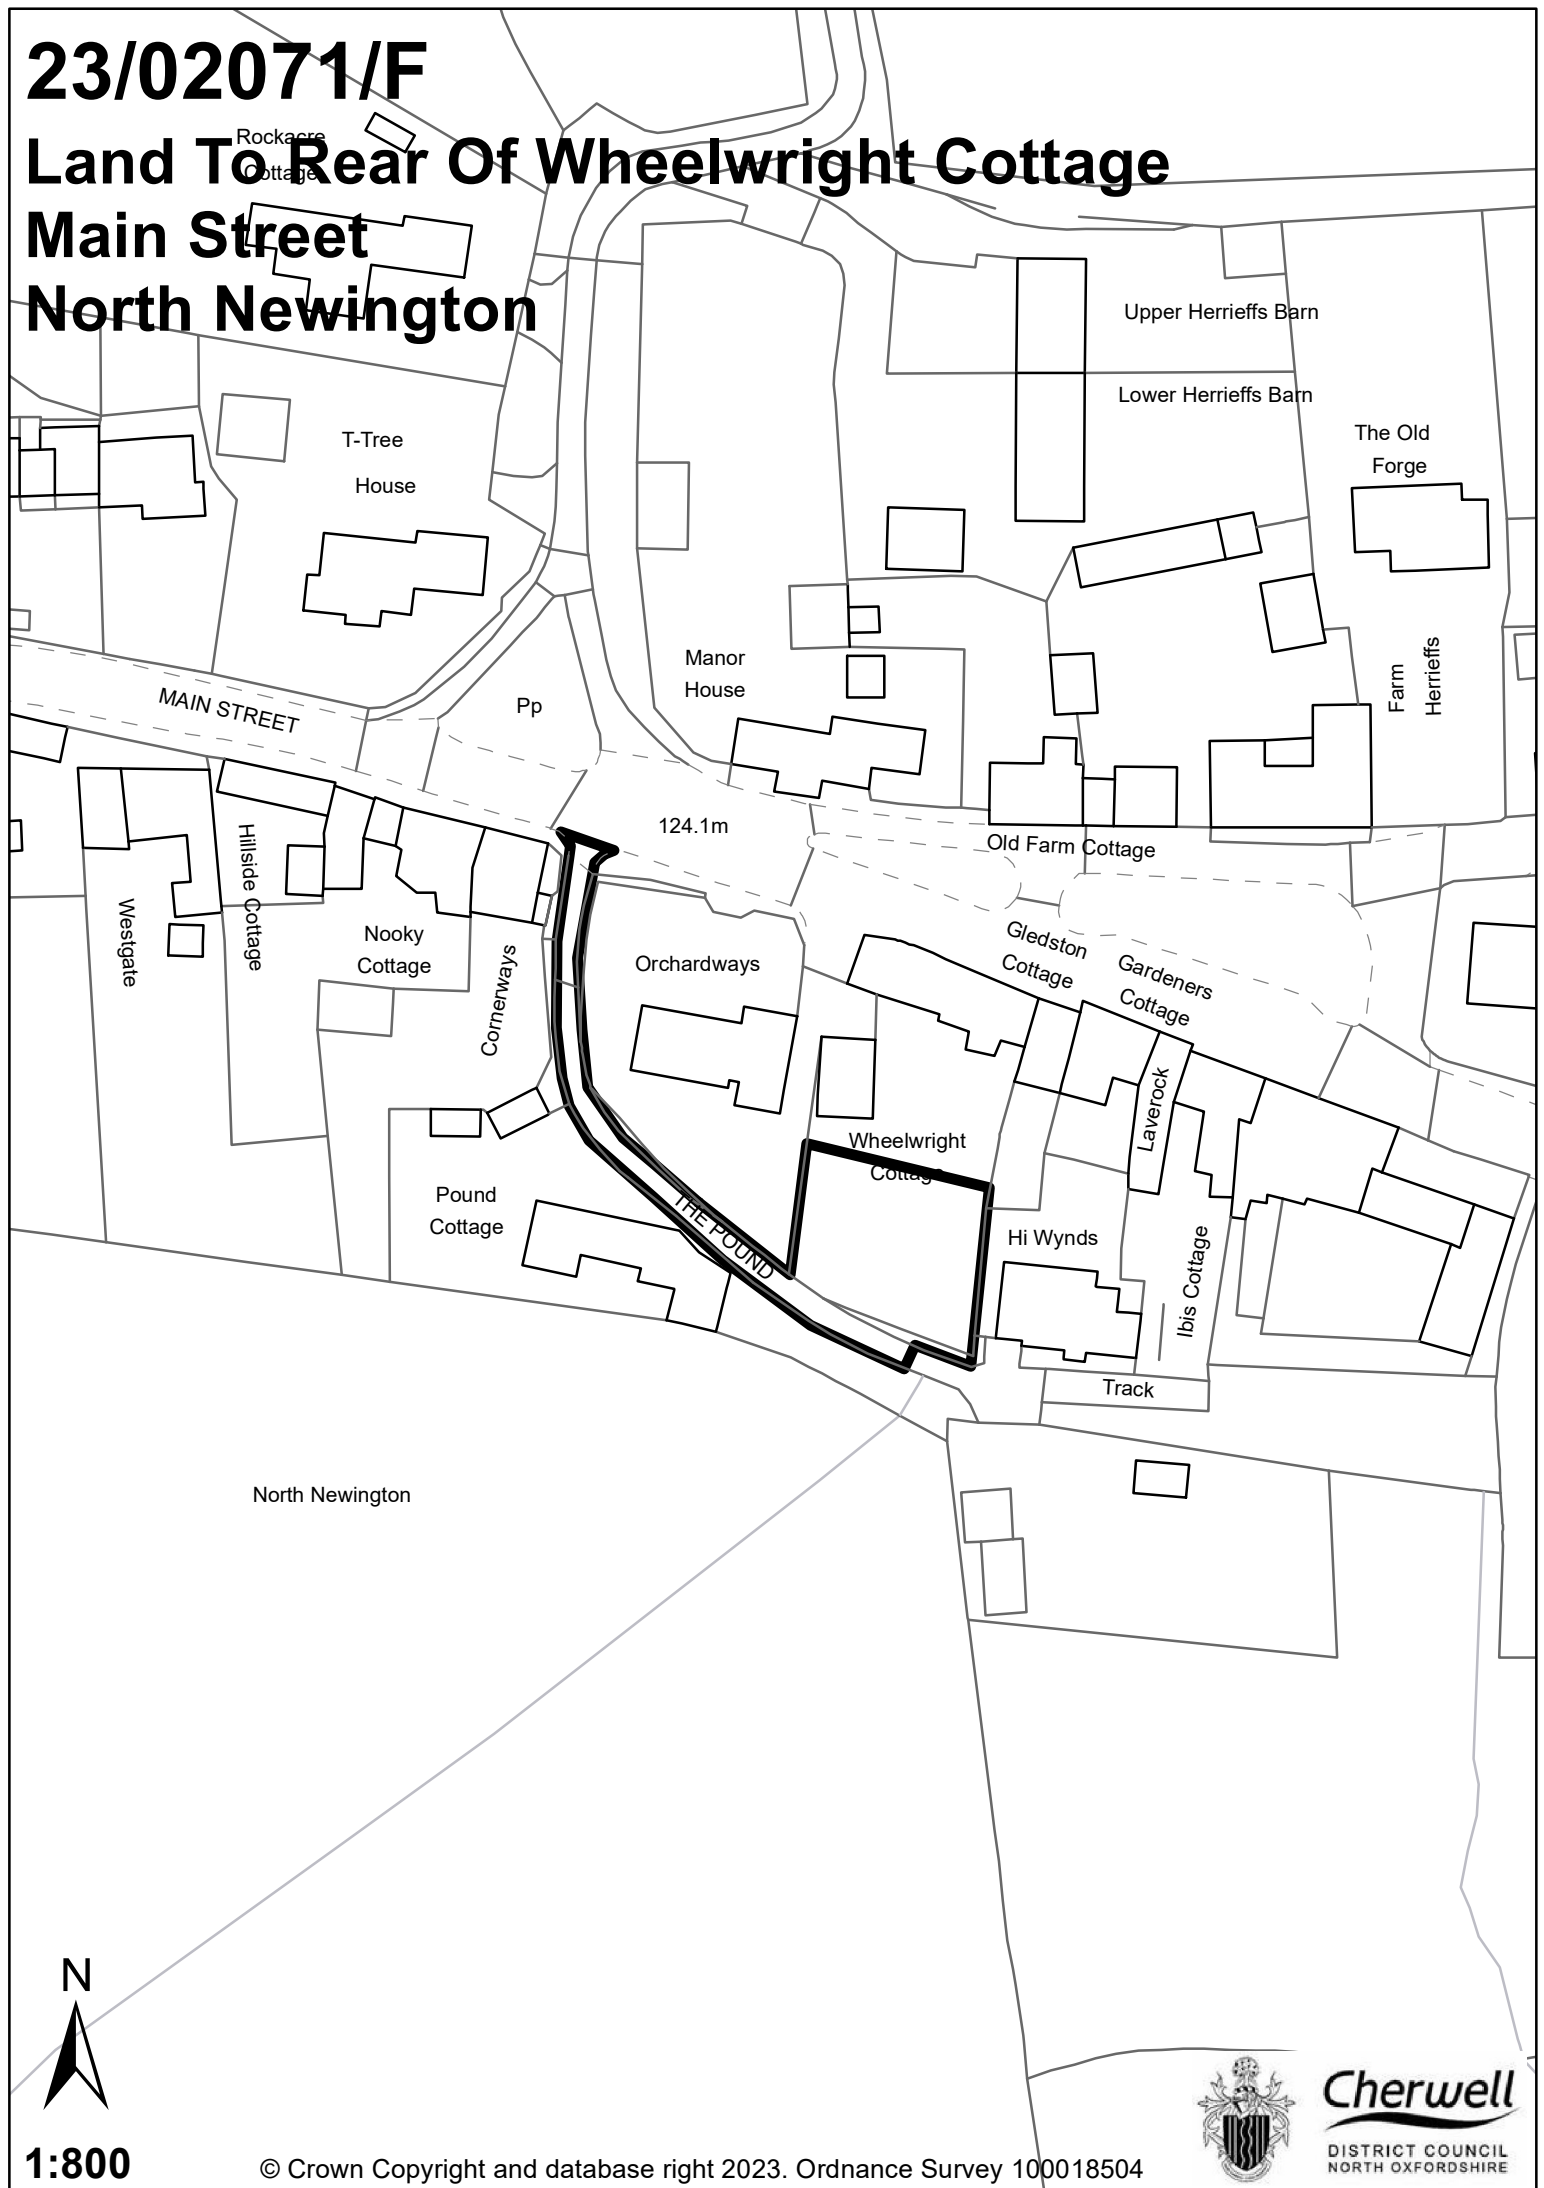 23/02071/F
Land To Rear Of Wheelwright Cottage
Main Street
North Newington
Rockacre
Cottage
Upper Herrieffs Barn
Lower Herrieffs Barn
T-Tree
House
The Old
Forge
Manor
House
Farm
Herrieffs
MAIN STREET
Pp
124.1m
Old Farm Cottage
Westgate
Hillside Cottage
Nooky
Cottage
Cornerways
Orchardways
Gledston
Cottage
Gardeners
Cottage
Laverock
Wheelwright
Cottage
Pound
Cottage
THE POUND
Hi Wynds
Ibis Cottage
Track
North Newington
N
1:800
© Crown Copyright and database right 2023. Ordnance Survey 100018504
Cherwell
DISTRICT COUNCIL
NORTH OXFORDSHIRE